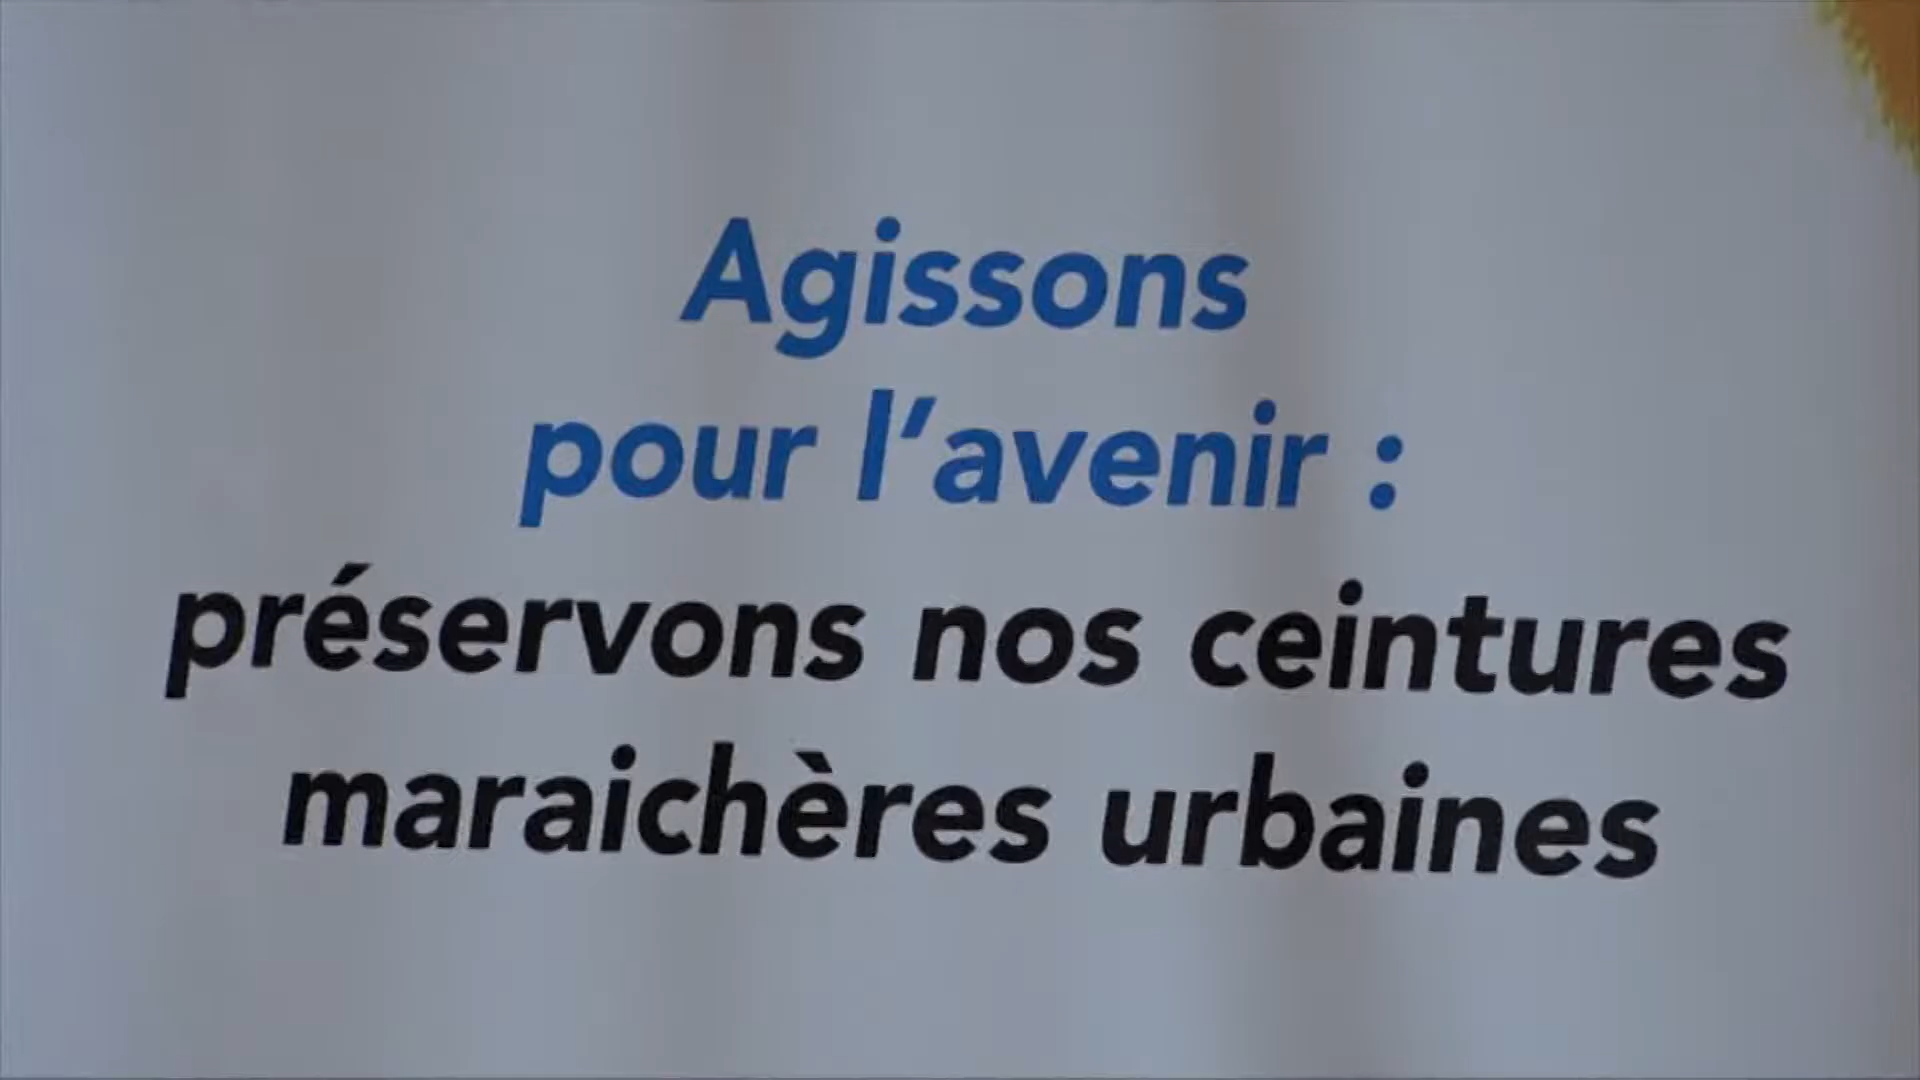 Agissons
pour l’avenir :
préservons nos ceintures
maraichères urbaines